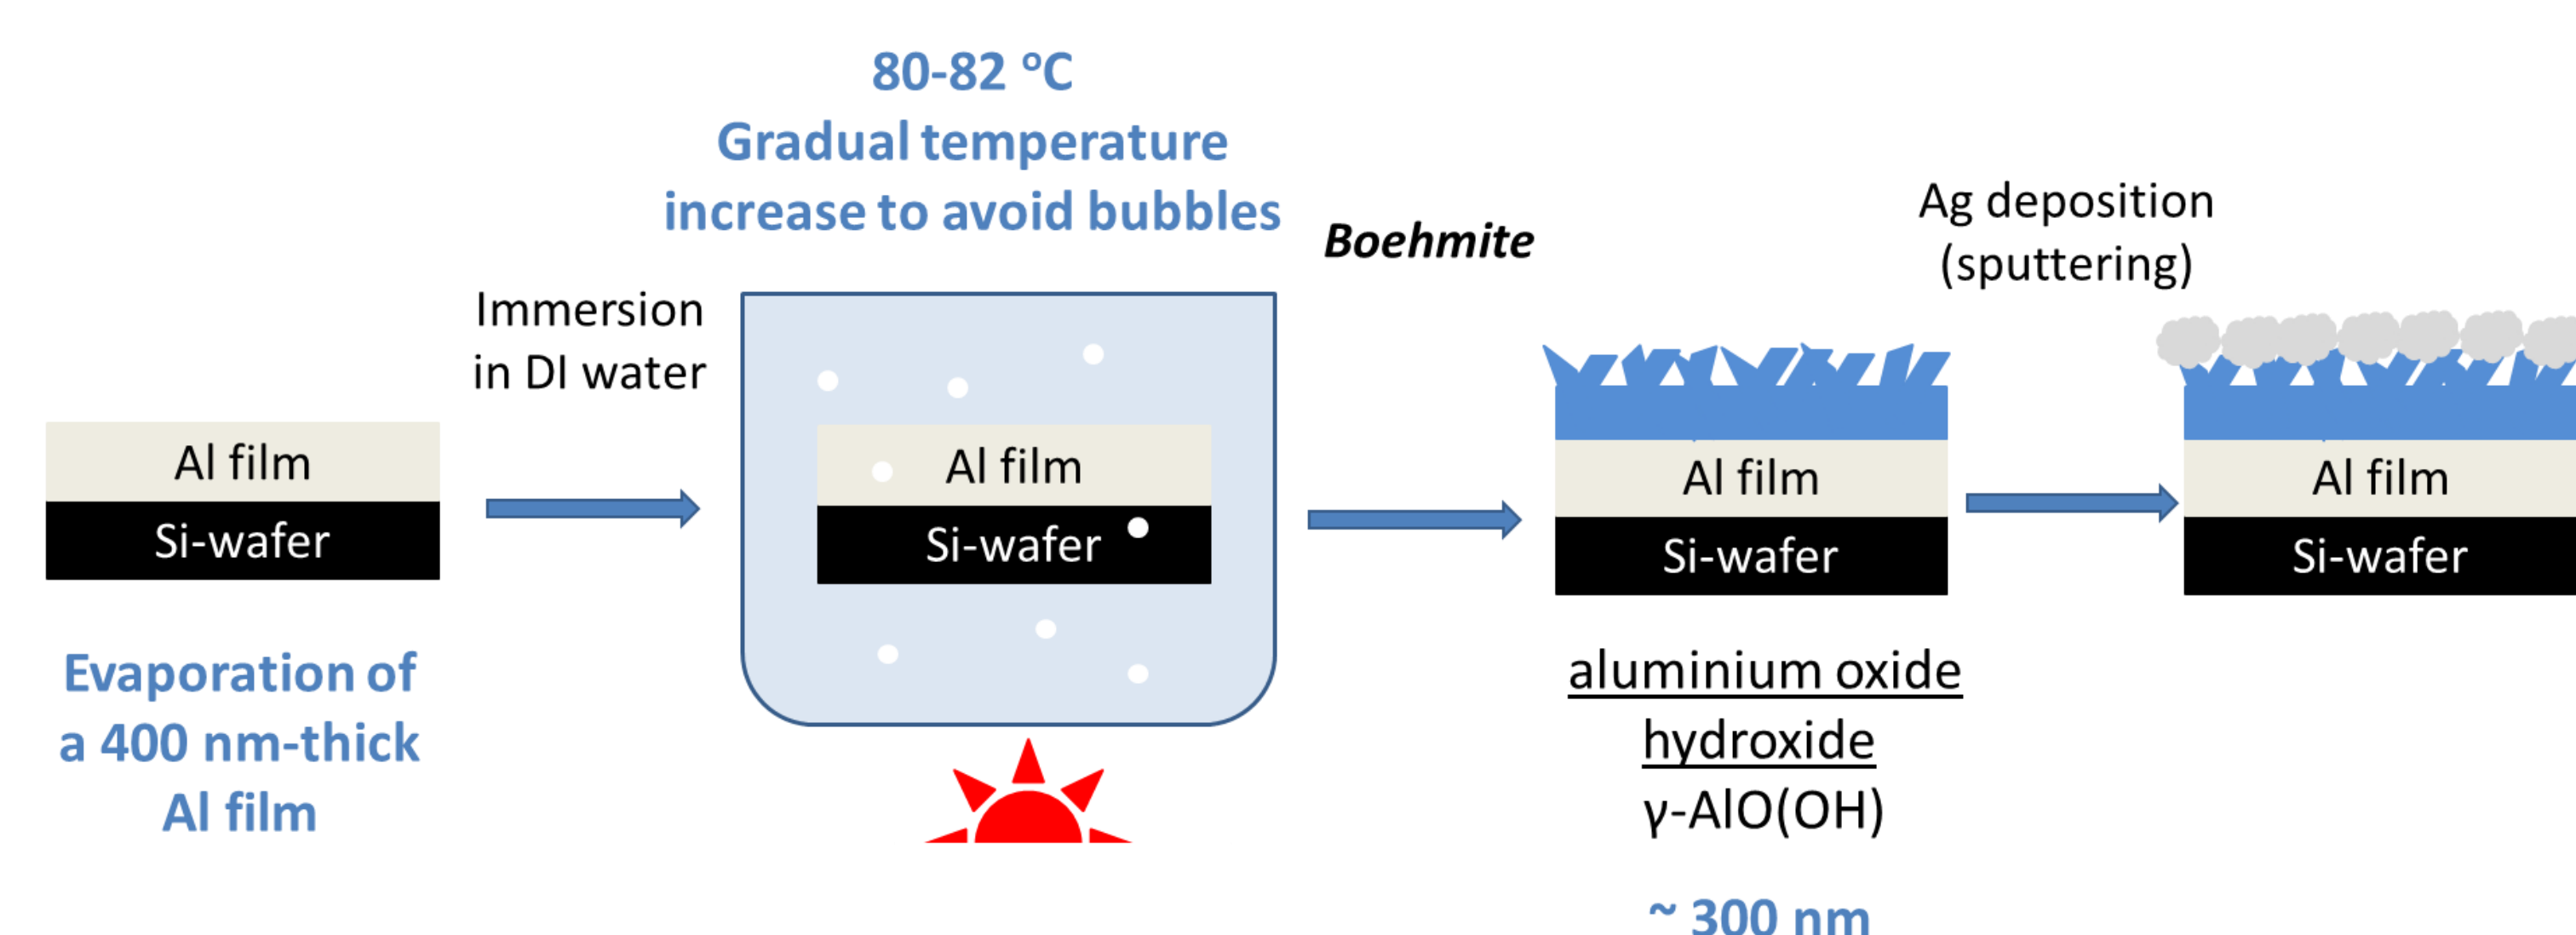 80-82 °C
Gradual temperature
increase to avoid bubbles
Immersion
in DI water
Al film
Si-wafer
Evaporation of
a 400 nm-thick
Al film
Al film
Si-wafer
Boehmite
Al film
Si-wafer
aluminium oxide
hydroxide
γ-AlO(OH)
~ 300 nm
Ag deposition
(sputtering)
Al film
Si-wafer